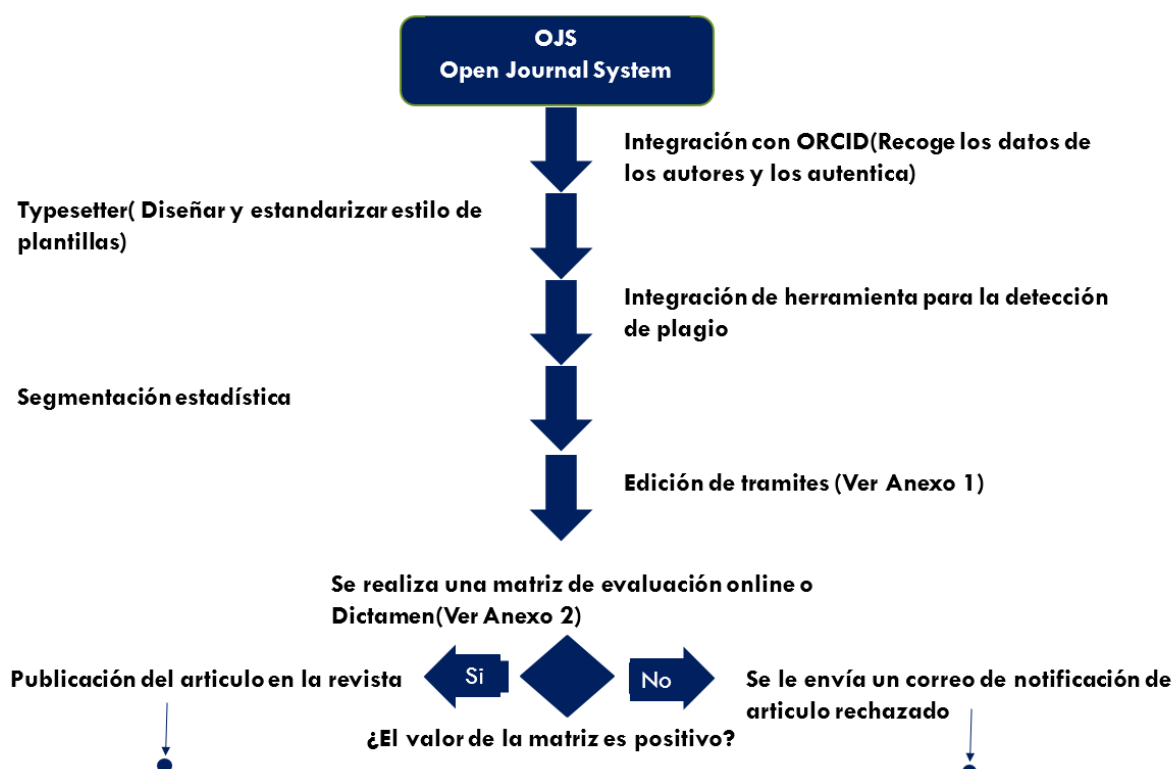 OJS
Open Journal System
Integración con ORCID(Recoge los datos de
los autores y los autentica)
Typesetter( Diseñar y estandarizar estilo de
plantillas)
Integración de herramienta para la detección
de plagio
Segmentación estadística
Edición de tramites (Ver Anexo 1)
Se realiza una matriz de evaluación online o
Dictamen(Ver Anexo 2)
Publicación del articulo en la revista
Si
No
Se le envía un correo de notificación de
articulo rechazado
¿El valor de la matriz es positivo?